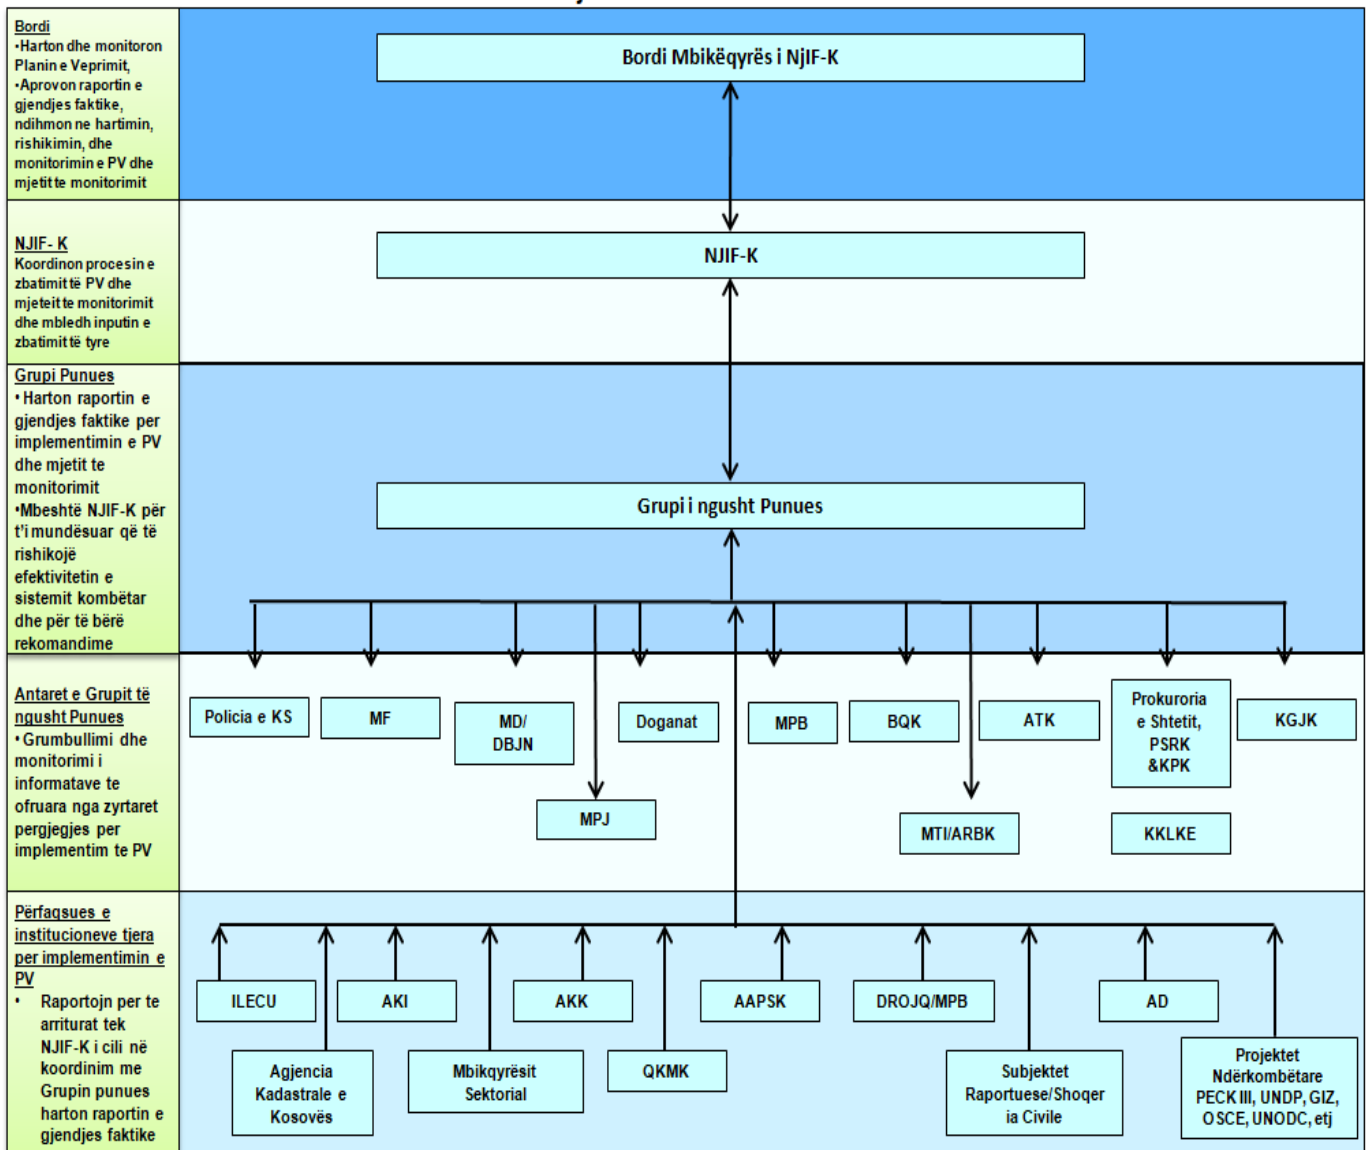 Bordi
•Harton dhe monitoron
Planin e Veprimit,
•Aprovon raportin e
gjendjes faktike,
ndihmon ne hartimin,
rishikimin, dhe
monitorimin e PV dhe
mjetit te monitorimit
Bordi Mbikëqyrës i NjIF-K
NJIF- K
Koordinon procesin e
zbatimit të PV dhe
mjeteit te monitorimit
dhe mbledh inputin e
zbatimit të tyre
NJIF-K
Grupi Punues
• Harton raportin e
gjendjes faktike per
implementimin e PV
dhe mjetit te
monitorimit
•Mbeshtë NJIF-K për
t'i mundësuar që të
rishikojë
efektivitetin e
sistemit kombëtar
dhe për të bërë
rekomandime
Grupi i ngusht Punues
Antaret e Grupit të
ngusht Punues
• Grumbullimi dhe
monitorimi i
informatave te
ofruara nga zyrtaret
pergjegjes per
implementim te PV
Policia e KS
MF
MD/
DBJN
MPJ
Doganat
MPB
BQK
MTI/ARBK
ATK
Prokuroria
e Shtetit,
PSRK
&KPK
KKLKE
KGJK
Përfaqsues e
institucioneve tjera
per implementimin e
PV
• Raportojn per te
arriturat tek
NJIF-K i cili në
koordinim me
Grupin punues
harton raportin e
gjendjes faktike
ILECU
Agjencia
Kadastrale e
Kosovës
AKI
Mbikqyrësit
Sektorial
AKK
QKMK
AAPSK
DROJQ/MPB
Subjektet
Raportuese/Shoqer
ia Civile
AD
Projektet
Ndërkombëtare
PECK III, UNDP, GIZ,
OSCE, UNODC, etj